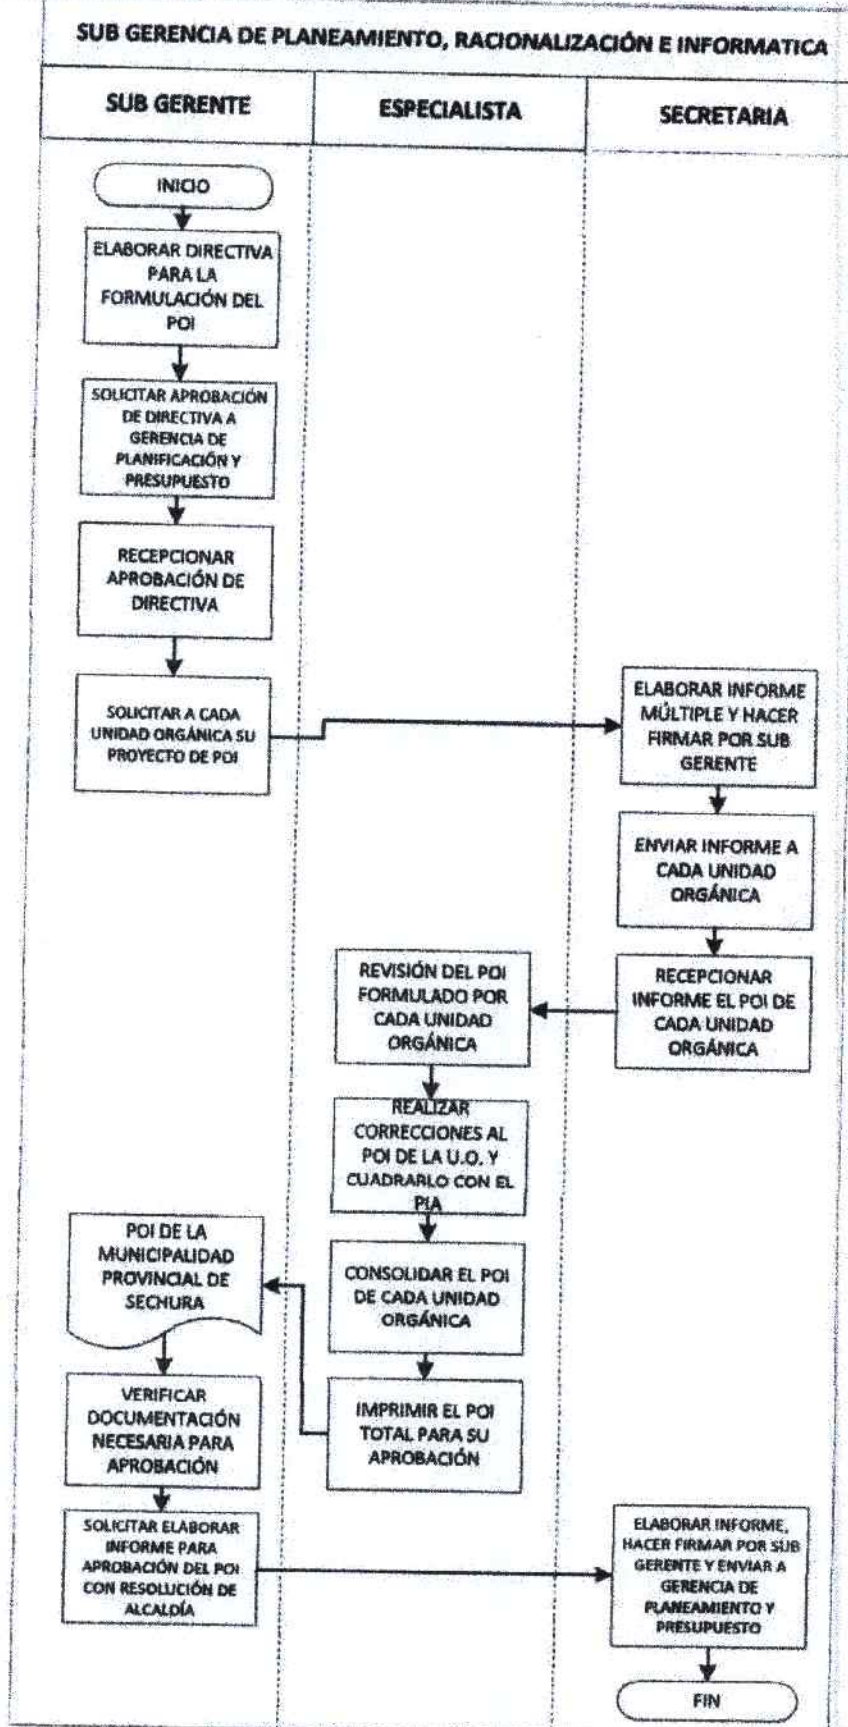 SUB GERENCIA DE PLANEAMIENTO, RACIONALIZACIÓN E INFORMATICA
SUB GERENTE
ESPECIALISTA
SECRETARIA
INICIO
ELABORAR DIRECTIVA
PARA LA
FORMULACIÓN DEL
POI
SOLICITAR APROBACIÓN
DE DIRECTIVA A
GERENCIA DE
PLANIFICACIÓN Y
PRESUPUESTO
RECEPCIONAR
APROBACIÓN DE
DIRECTIVA
SOLICITAR A CADA
UNIDAD ORGÁNICA SU
PROYECTO DE POI
ELABORAR INFORME
MÚLTIPLE Y HACER
FIRMAR POR SUB
GERENTE
ENVIAR INFORME A
CADA UNIDAD
ORGÁNICA
RECEPCIONAR
INFORME EL POI DE
CADA UNIDAD
ORGÁNICA
REVISIÓN DEL POI
FORMULADO POR
CADA UNIDAD
ORGÁNICA
REALIZAR
CORRECCIONES AL
POI DE LA U.O. Y
CUADRARLO CON EL
PIA
CONSOLIDAR EL POI
DE CADA UNIDAD
ORGÁNICA
IMPRIMIR EL POI
TOTAL PARA SU
APROBACIÓN
POI DE LA
MUNICIPALIDAD
PROVINCIAL DE
SECHURA
VERIFICAR
DOCUMENTACIÓN
NECESARIA PARA
APROBACIÓN
SOLICITAR ELABORAR
INFORME PARA
APROBACIÓN DEL POI
CON RESOLUCIÓN DE
ALCALDÍA
ELABORAR INFORME,
HACER FIRMAR POR SUB
GERENTE Y ENVIAR A
GERENCIA DE
PLANEAMIENTO Y
PRESUPUESTO
FIN